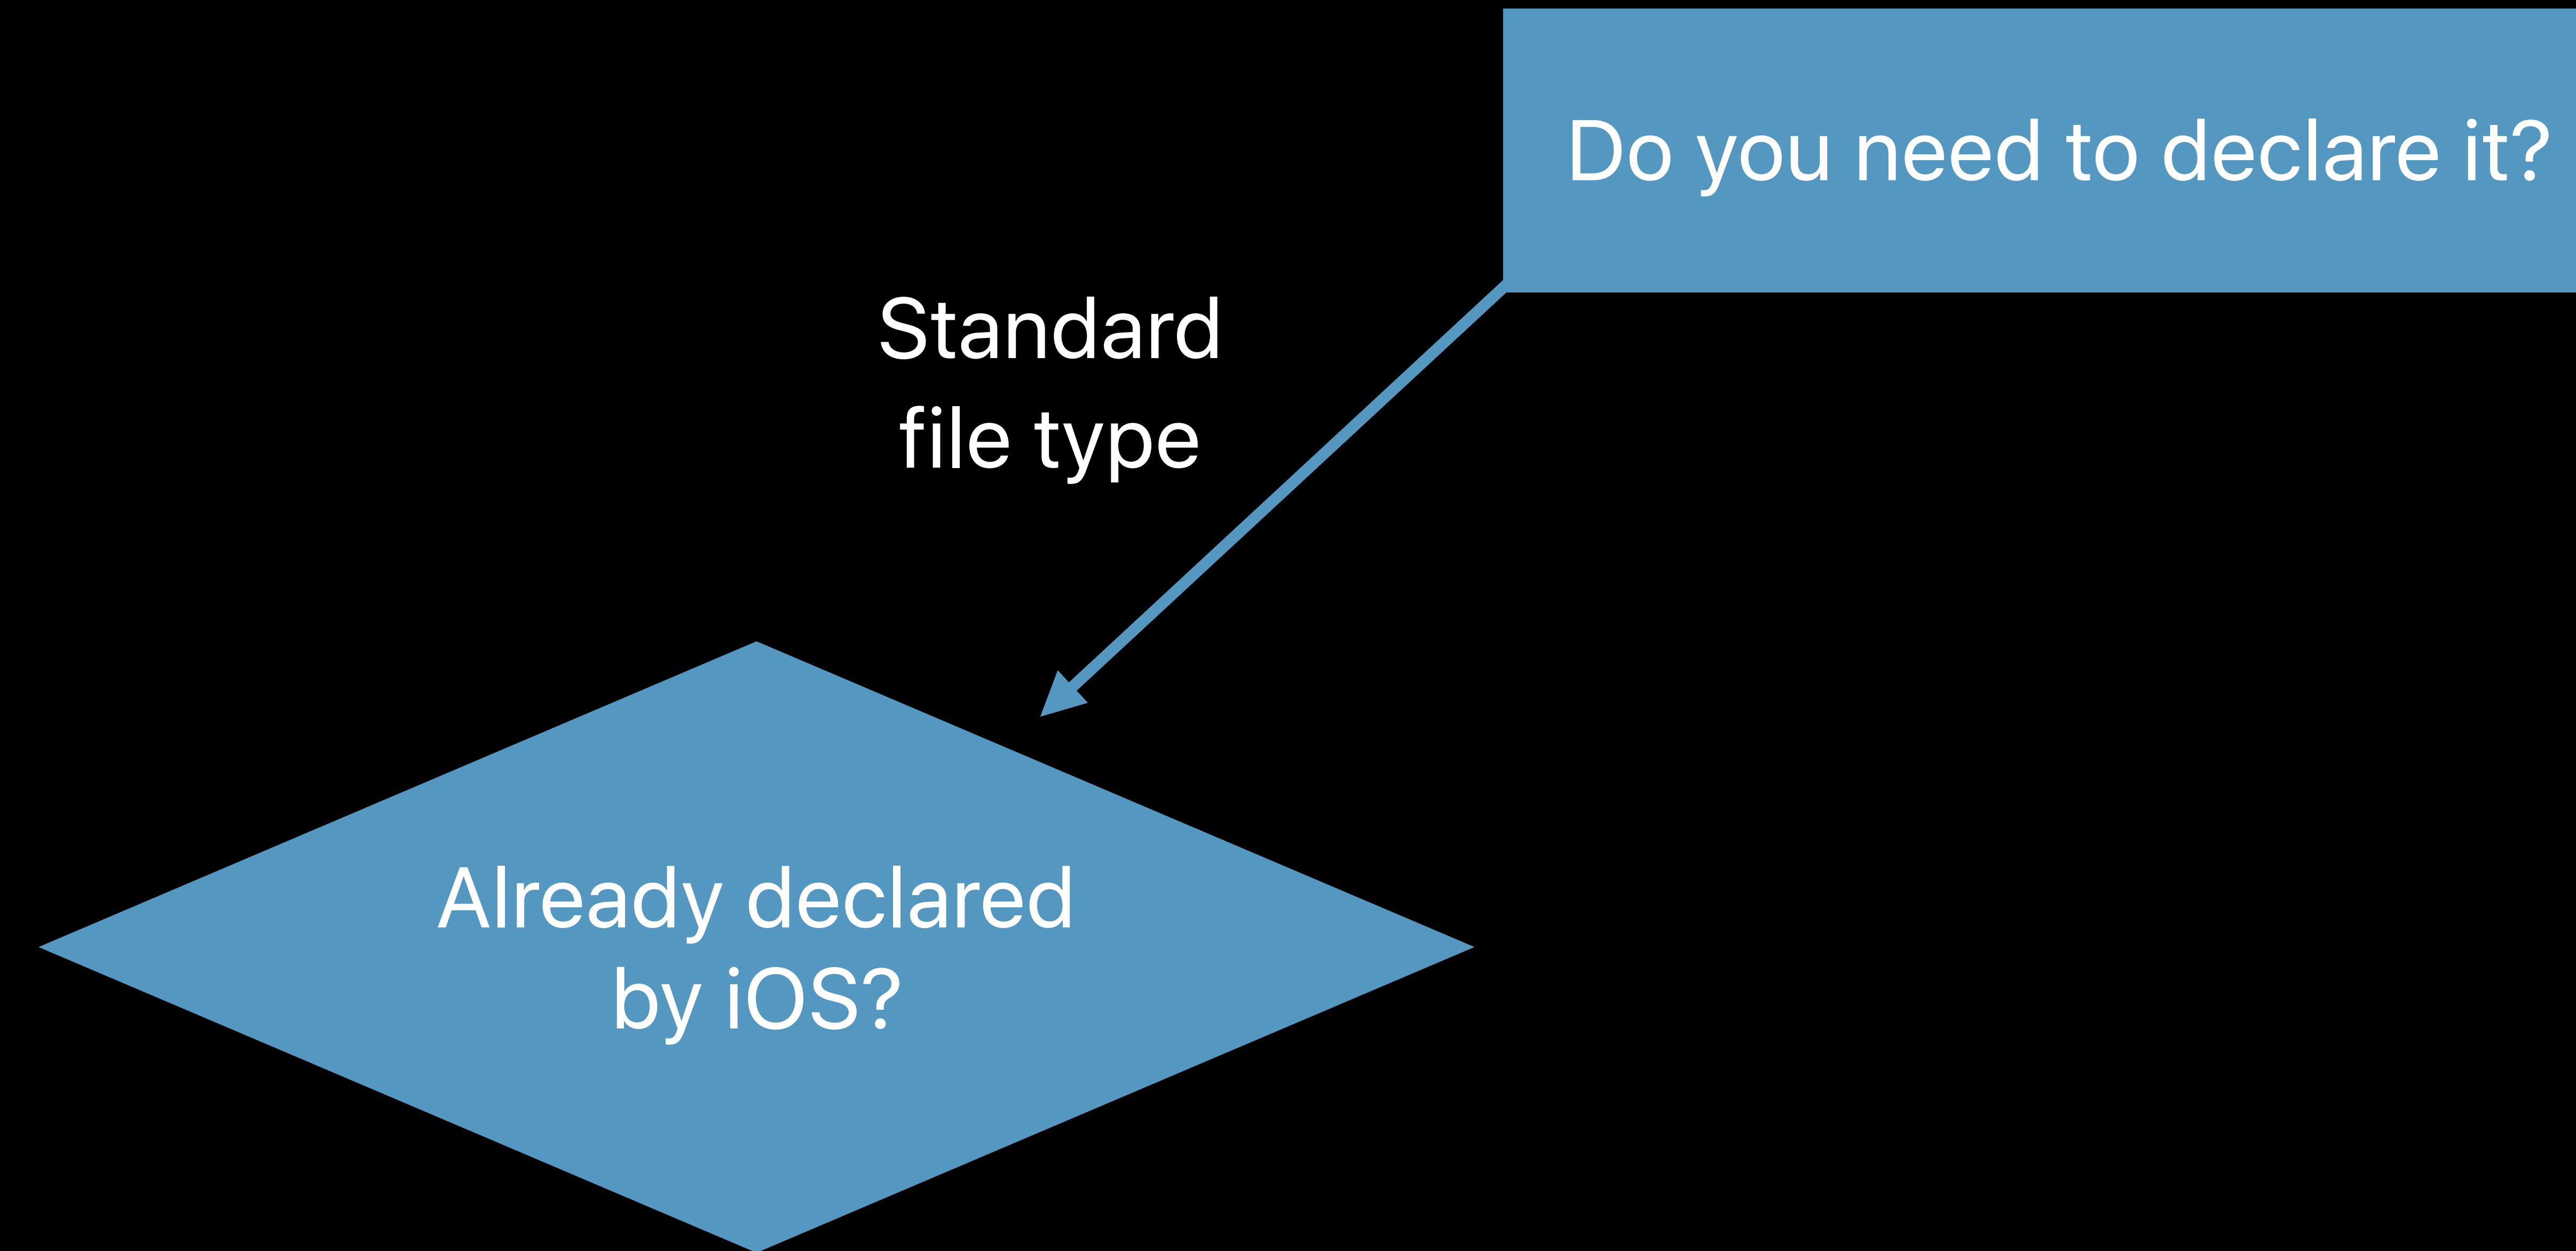 Do you need to declare it?
Standard
file type
Already declared
by iOS?